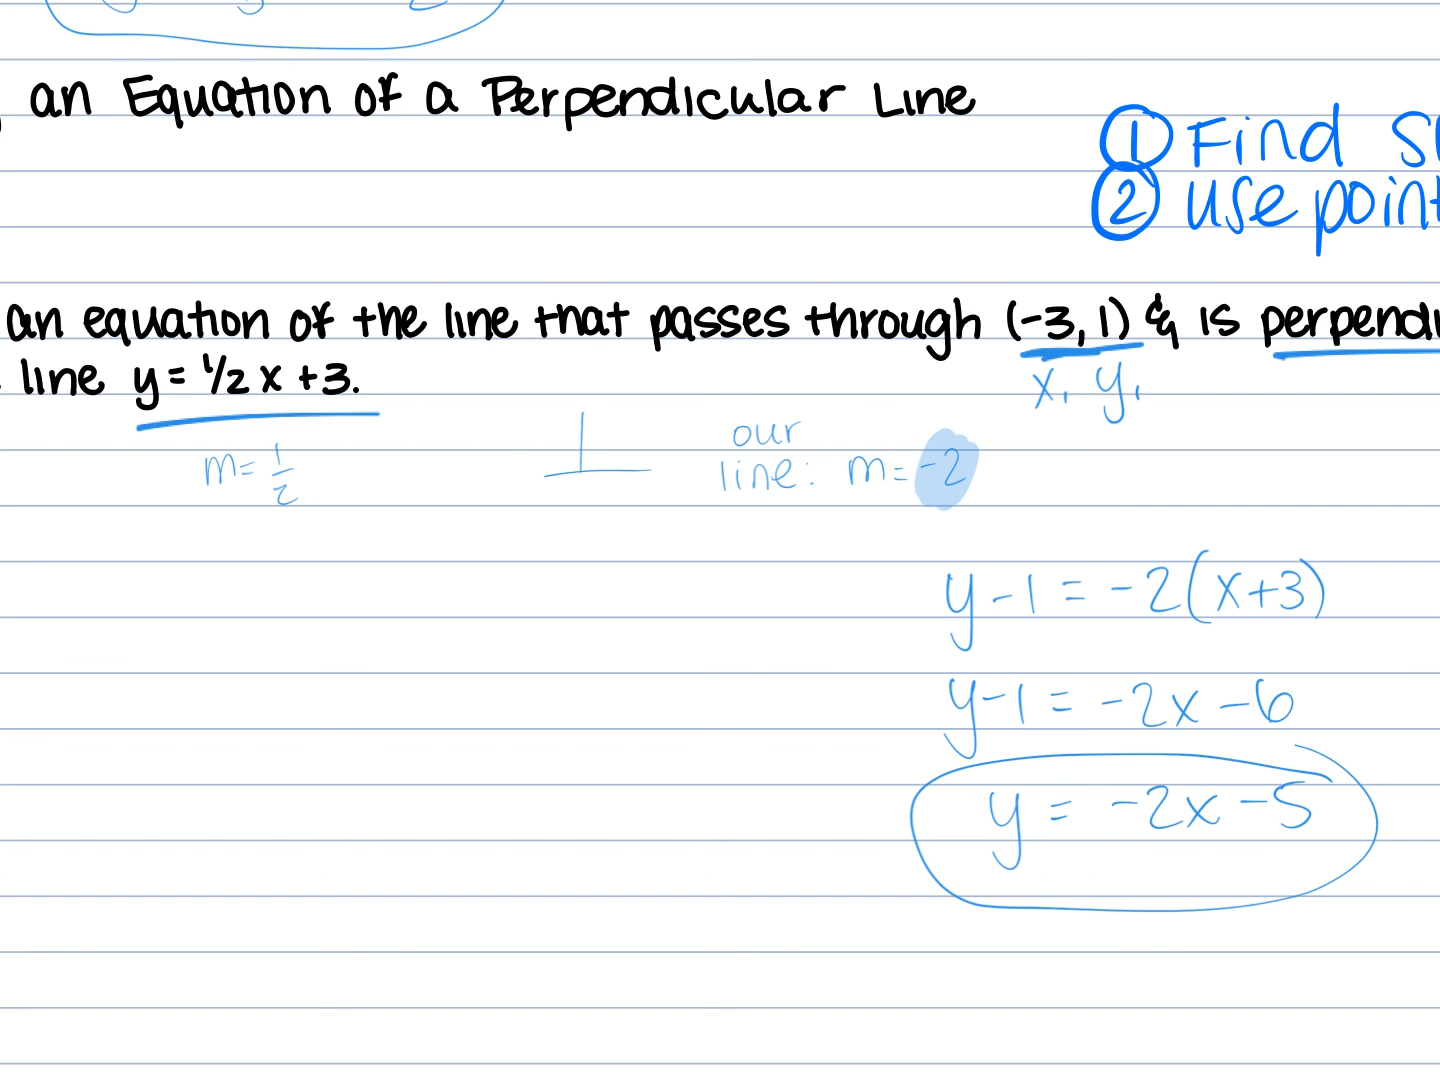 an Equation of a Perpendicular Line
① Find Sl
② use point
an equation of the line that passes through (-3, 1) & is perpendi
line y = 1/2 x + 3.
x₁ y₁
m = 1/2
⊥
our
line: m = -2
y - 1 = -2(x+3)
y - 1 = -2x - 6
y = -2x - 5